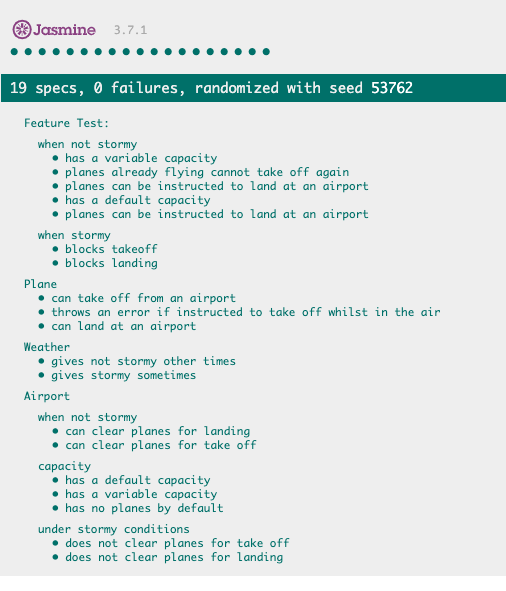 Jasmine 3.7.1
19 specs, 0 failures, randomized with seed 53762
Feature Test:
when not stormy
• has a variable capacity
• planes already flying cannot take off again
• planes can be instructed to land at an airport
• has a default capacity
• planes can be instructed to land at an airport
when stormy
• blocks takeoff
• blocks landing
Plane
• can take off from an airport
• throws an error if instructed to take off whilst in the air
• can land at an airport
Weather
• gives not stormy other times
• gives stormy sometimes
Airport
when not stormy
• can clear planes for landing
• can clear planes for take off
capacity
• has a default capacity
• has a variable capacity
• has no planes by default
under stormy conditions
• does not clear planes for take off
• does not clear planes for landing